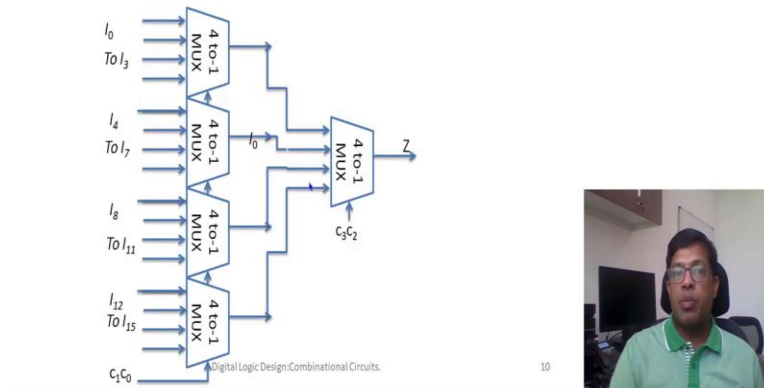 I₀
To I₃
4 to-1
MUX
I₄
To I₇
4 to-1
MUX
I₀
I₈
To I₁₁
4 to-1
MUX
I₁₂
To I₁₅
4 to-1
MUX
4 to-1
MUX
Z
c₃c₂
c₁c₀
Digital Logic Design:Combinational Circuits.
10